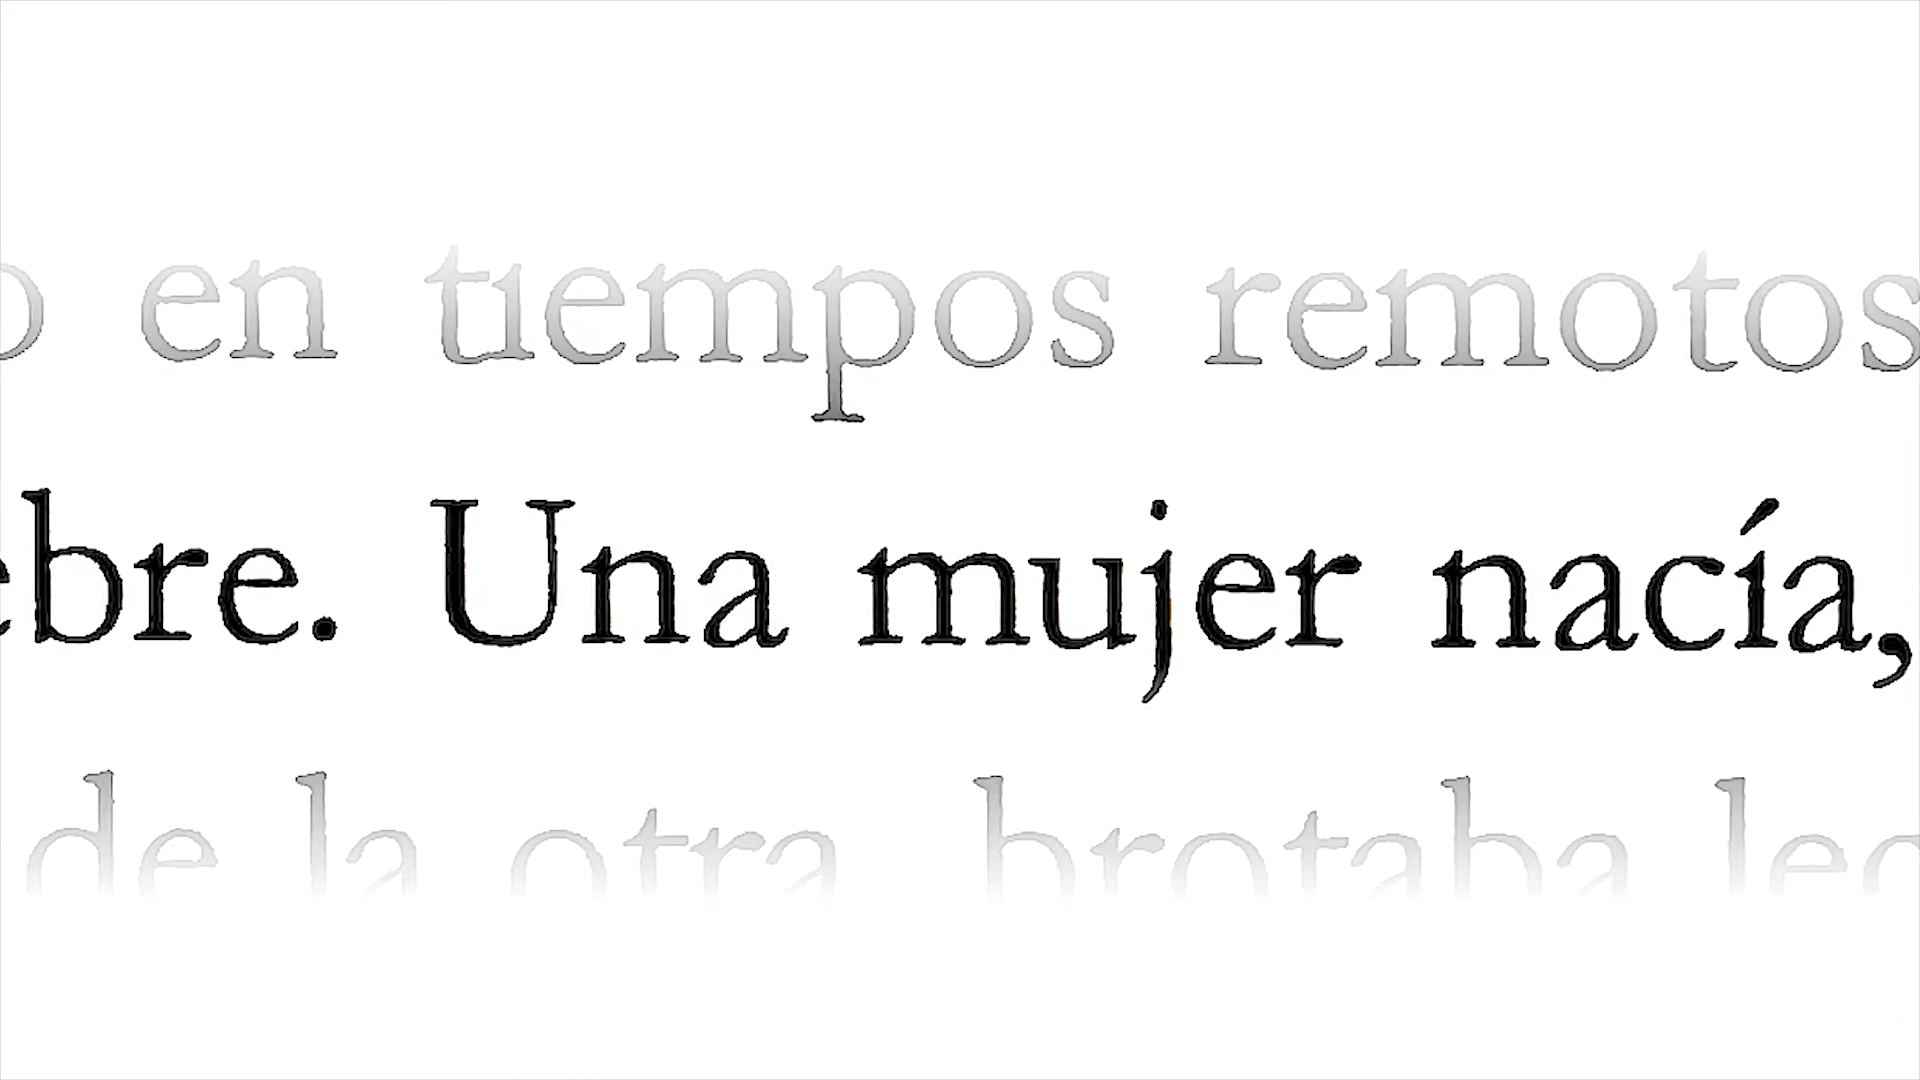 en tiempos remotos
ebre. Una mujer nacía,
de la otra brotaba